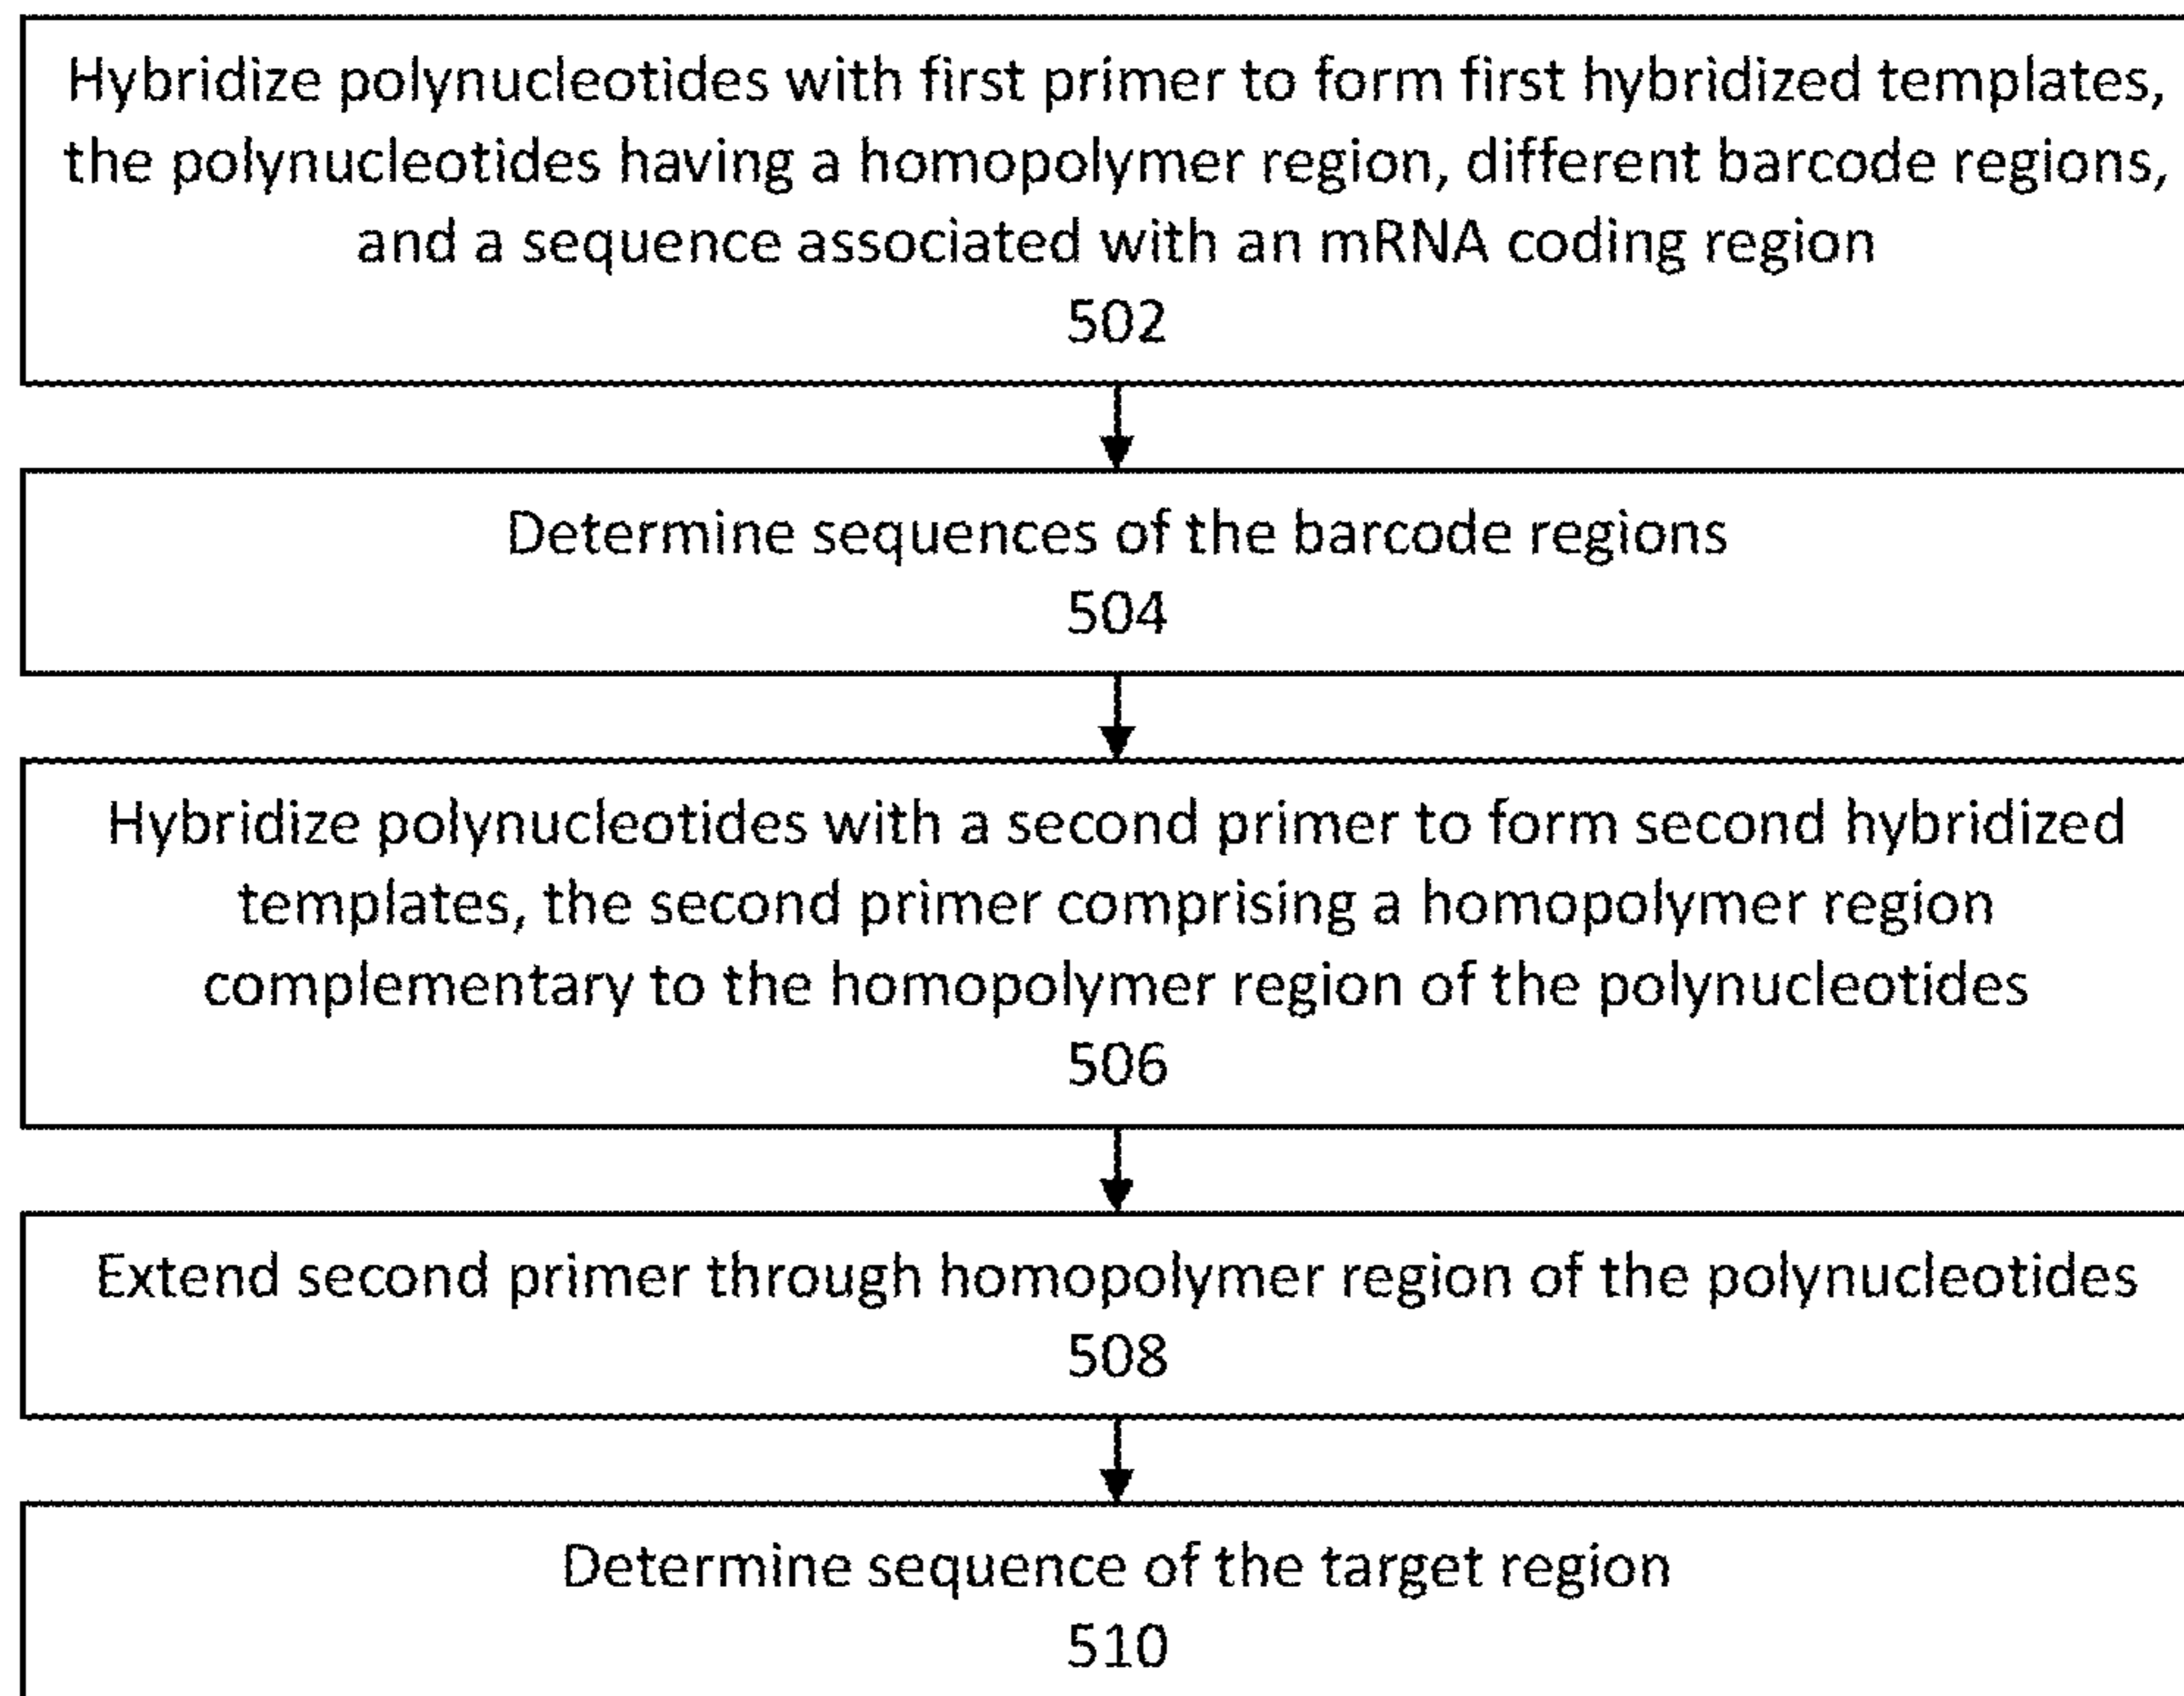 Hybridize polynucleotides with first primer to form first hybridized templates,
the polynucleotides having a homopolymer region, different barcode regions,
and a sequence associated with an mRNA coding region
502
Determine sequences of the barcode regions
504
Hybridize polynucleotides with a second primer to form second hybridized
templates, the second primer comprising a homopolymer region
complementary to the homopolymer region of the polynucleotides
506
Extend second primer through homopolymer region of the polynucleotides
508
Determine sequence of the target region
510